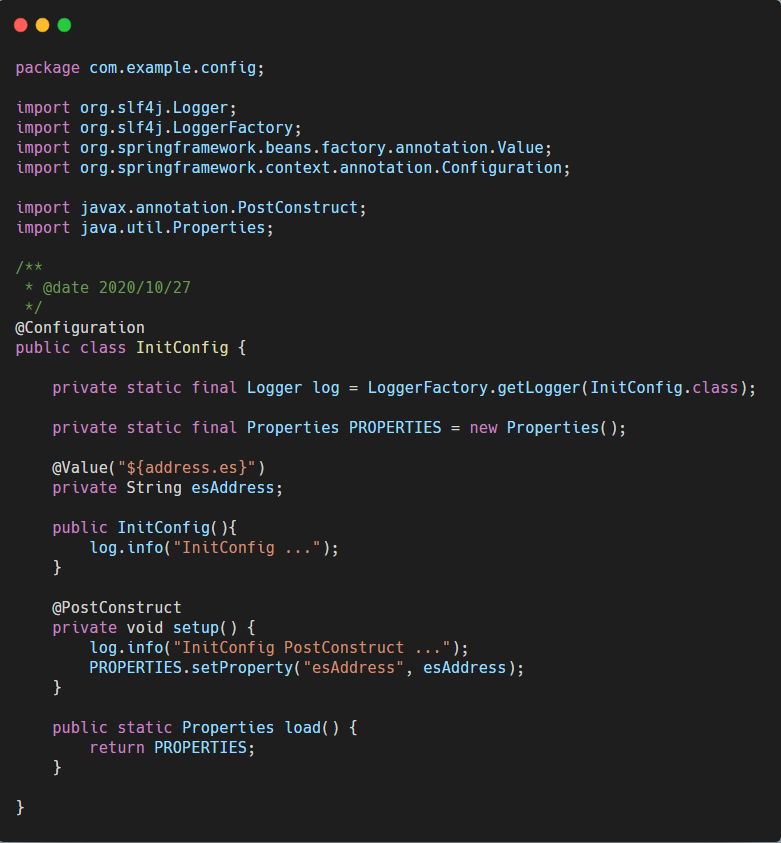 package com.example.config;

import org.slf4j.Logger;
import org.slf4j.LoggerFactory;
import org.springframework.beans.factory.annotation.Value;
import org.springframework.context.annotation.Configuration;

import javax.annotation.PostConstruct;
import java.util.Properties;

/**
 * @date 2020/10/27
 */
@Configuration
public class InitConfig {

    private static final Logger log = LoggerFactory.getLogger(InitConfig.class);

    private static final Properties PROPERTIES = new Properties();

    @Value("${address.es}")
    private String esAddress;

    public InitConfig(){
        log.info("InitConfig ...");
    }

    @PostConstruct
    private void setup() {
        log.info("InitConfig PostConstruct ...");
        PROPERTIES.setProperty("esAddress", esAddress);
    }

    public static Properties load() {
        return PROPERTIES;
    }

}